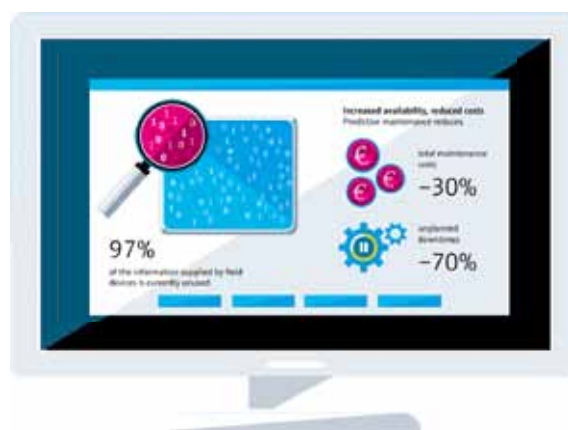 Increased availability, reduced costs
Predictive maintenance reduces
total maintenance
costs
-30%
unplanned
downtimes
-70%
97%
of the information supplied by field
devices is currently unused